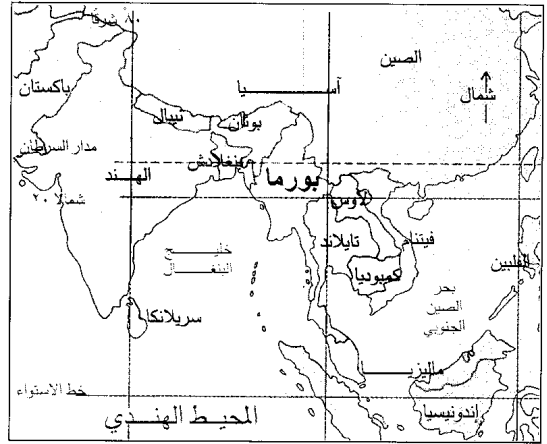 ٨٠ شرقا
الصين
آسيا
شمال
باكستان
نيبال
بوتان
مدار السرطان
بنغلادش
بورما
الهند
شمالا ٢٠
لاوس
تايلاند
فيتنام
خليج
البنغال
كمبوديا
الفلبين
بحر
الصين
الجنوبي
سريلانكا
ماليزيا
خط الاستواء
المحيط الهندي
إندونيسيا